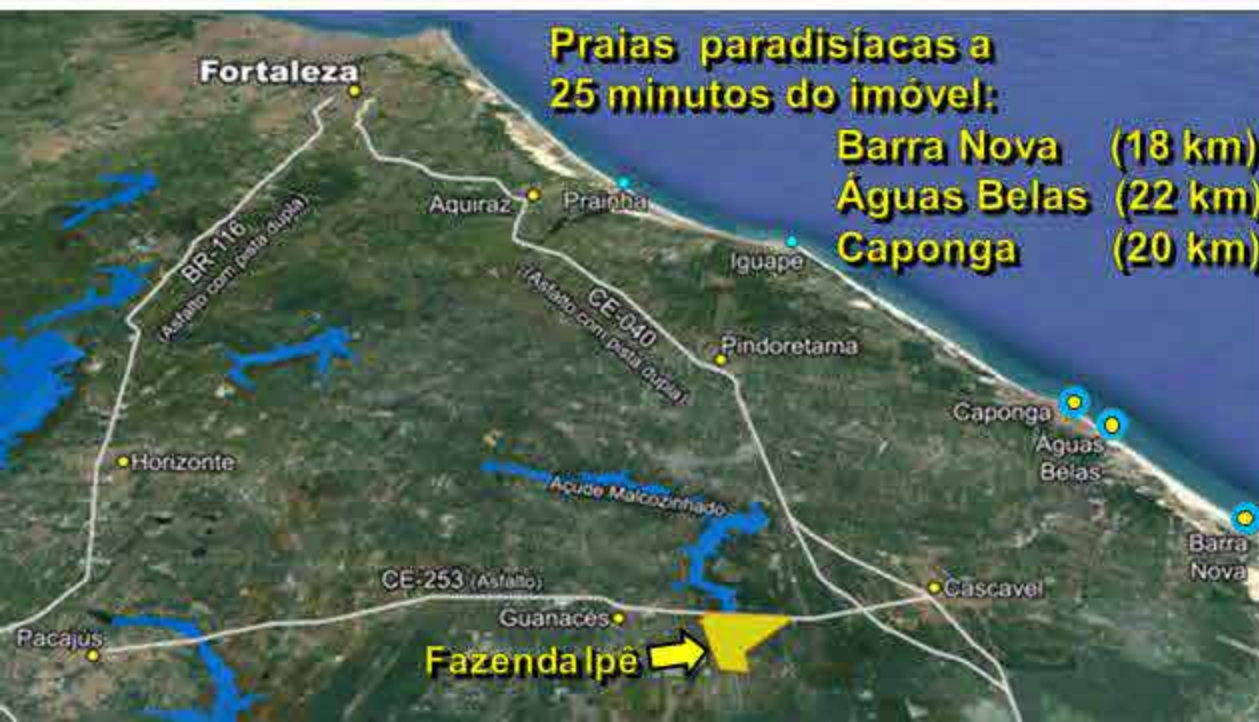 Fortaleza
Praias paradisíacas a
25 minutos do imóvel:
Barra Nova (18 km)
Águas Belas (22 km)
Caponga (20 km)
Aquiraz
Prainha
Iguape
BR-116
(Asfalto com pista dupla)
CE-040
(Asfalto com pista dupla)
Pindoretama
Caponga
Águas
Belas
Horizonte
Açude Malcozinhado
Barra
Nova
CE-253 (Asfalto)
Cascavel
Guanacés
Pacajús
Fazenda Ipê